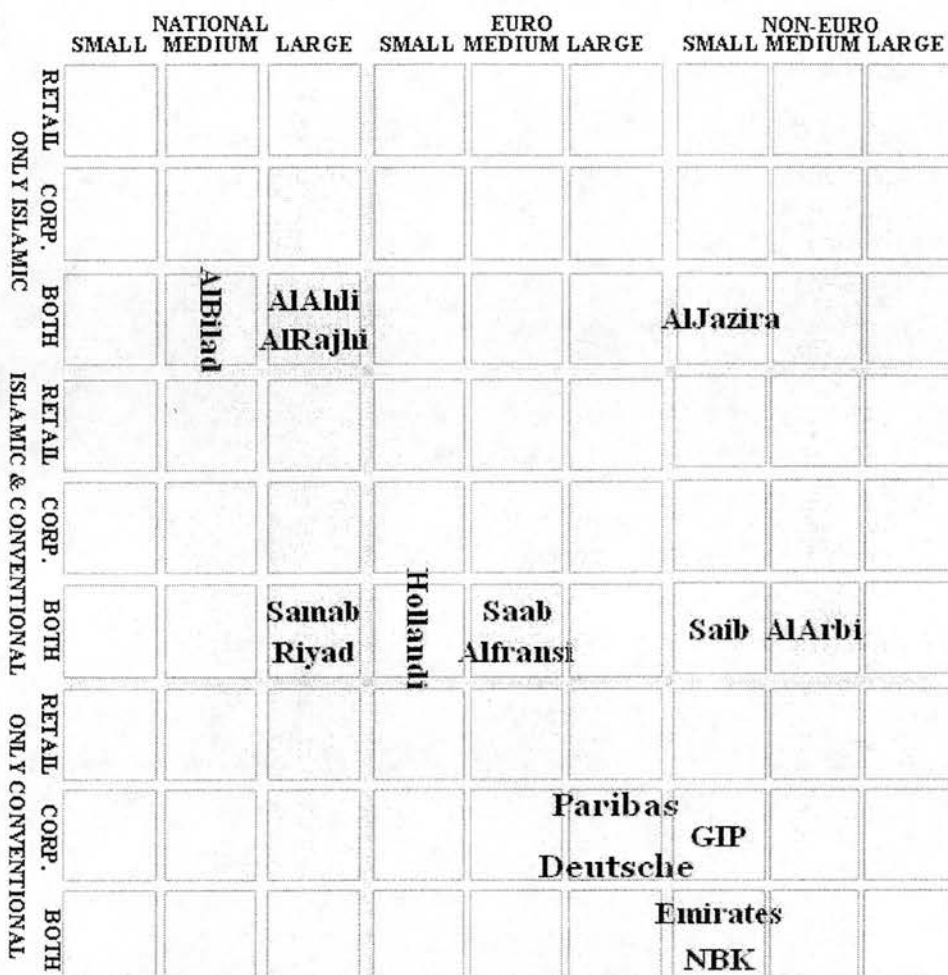 NATIONAL EURO NON-EURO
SMALL MEDIUM LARGE SMALL MEDIUM LARGE SMALL MEDIUM LARGE
ONLY ISLAMIC
RETAIL
CORP.
BOTH
AlBilad
AlAhli
AlRajhi
AlJazira
ISLAMIC & CONVENTIONAL
RETAIL
CORP.
BOTH
Samab
Riyad
Hollandi
Saab
Alfransi
Saib
AlArbi
ONLY CONVENTIONAL
RETAIL
CORP.
Paribas
Deutsche
GIP
BOTH
Emirates
NBK